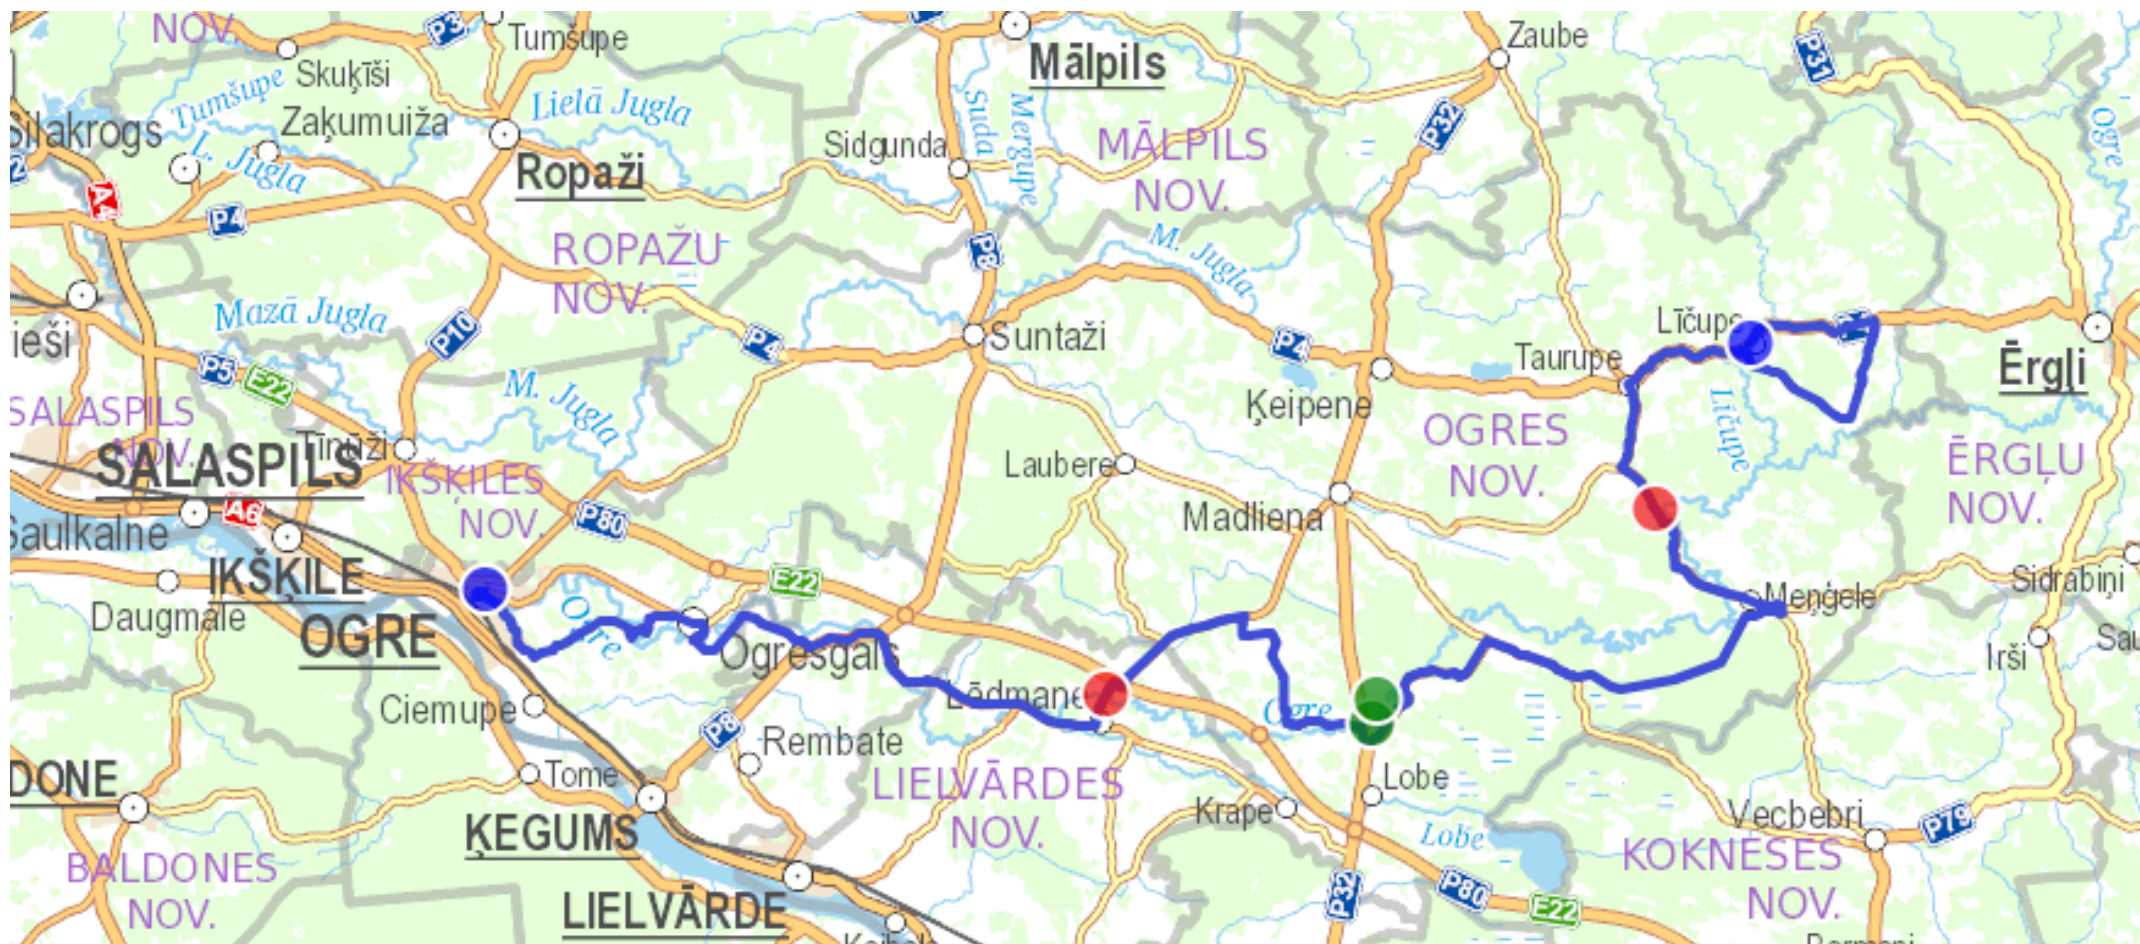 NOV.
P3
Tumšupe
Skuķīši
Mālpils
Zaube
P31
Tumšupe
Lielā Jugla
Suda
Mergupe
Silakrogs
Zaķumuiža
L. Jugla
Sidgunda
MĀLPILS
NOV.
P32
Ogre
A4
Ropaži
P4
ROPAŽU
NOV.
P8
M. Jugla
Mazā Jugla
P10
P4
Suntaži
P4
Līčupe
Ērgļi
P5
E22
M. Jugla
Taurupe
Ķeipene
SALASPILS
NOV.
Tīnūži
SALASPILS
IKŠĶILES
NOV.
Laubere
OGRES
NOV.
Līčupe
ĒRGĻU
NOV.
A6
Saulkalne
P80
Madliena
IKŠĶILE
Daugmale
OGRE
Ogre
E22
Ogresgals
Meņģele
Sidrabiņi
Irši
Ciemupe
P8
Rembate
Lēdmane
Ogre
Tome
LIELVĀRDES
NOV.
Krape
Lobe
Lobe
Vecbebri
P79
ĶEGUMS
BALDONES
NOV.
LIELVĀRDE
P32
P80
E22
KOKNESES
NOV.